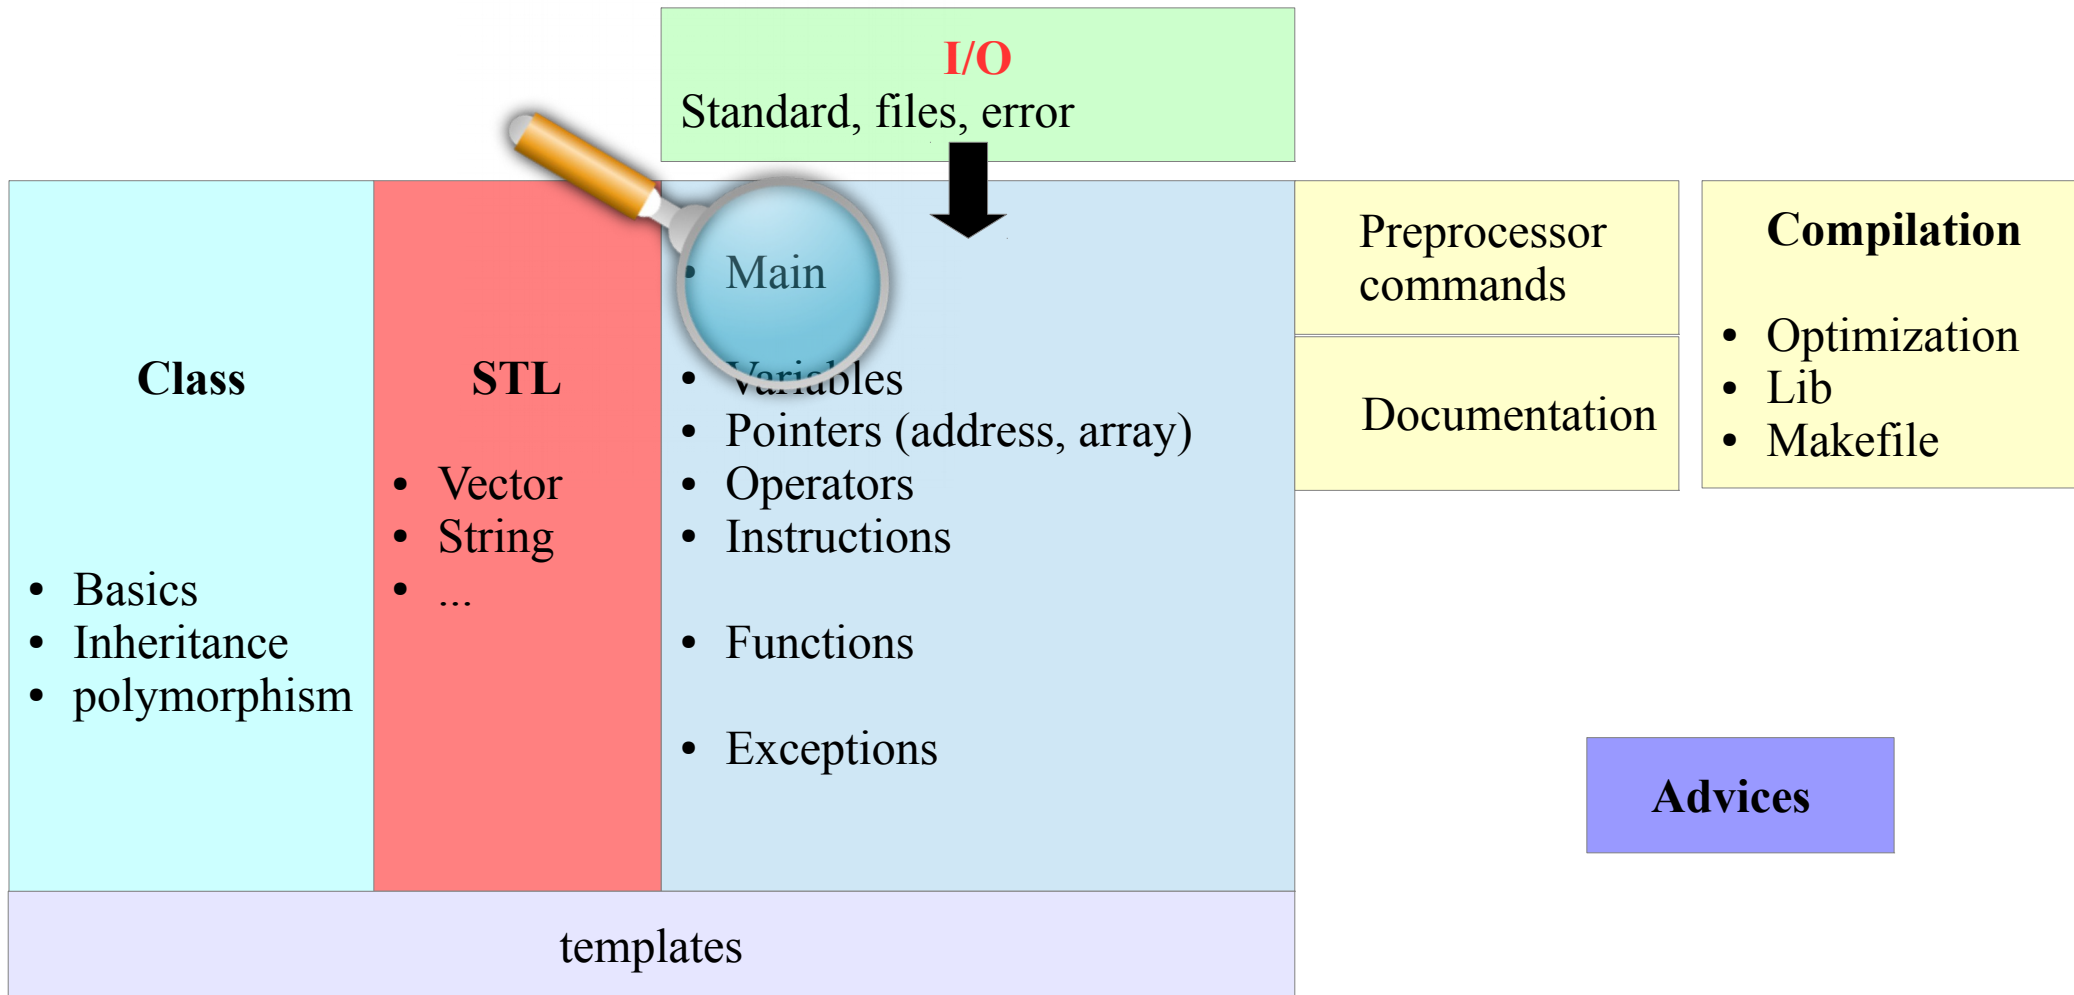 I/O
Standard, files, error
Class
• Basics
• Inheritance
• polymorphism
STL
• Vector
• String
• ...
• Main
• Variables
• Pointers (address, array)
• Operators
• Instructions
• Functions
• Exceptions
Preprocessor
commands
Documentation
Compilation
• Optimization
• Lib
• Makefile
Advices
templates